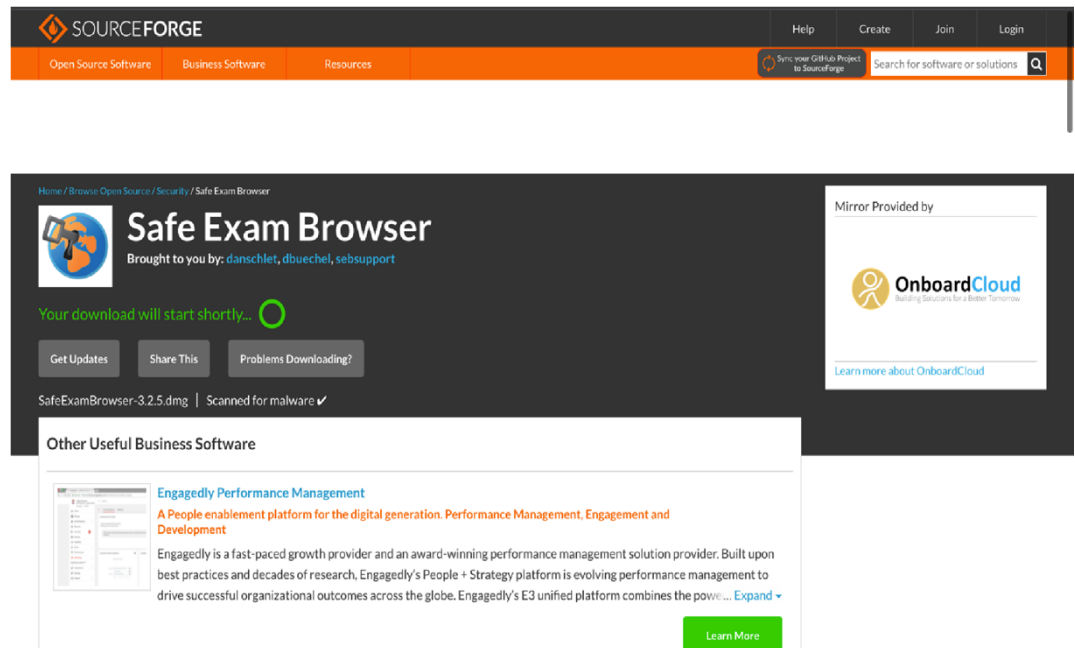 SOURCEFORGE
Help Create Join Login
Open Source Software Business Software Resources
Sync your GitHub Project
to SourceForge
Search for software or solutions
Home / Browse Open Source / Security / Safe Exam Browser
Safe Exam Browser
Brought to you by: danschlet, dbuechel, sebsupport
Your download will start shortly...
Get Updates Share This Problems Downloading?
SafeExamBrowser-3.2.5.dmg | Scanned for malware ✔
Mirror Provided by
OnboardCloud
Building Solutions for a Better Tomorrow
Learn more about OnboardCloud
Other Useful Business Software
Engagedly Performance Management
A People enablement platform for the digital generation. Performance Management, Engagement and
Development
Engagedly is a fast-paced growth provider and an award-winning performance management solution provider. Built upon
best practices and decades of research, Engagedly's People + Strategy platform is evolving performance management to
drive successful organizational outcomes across the globe. Engagedly's E3 unified platform combines the powe... Expand
Learn More